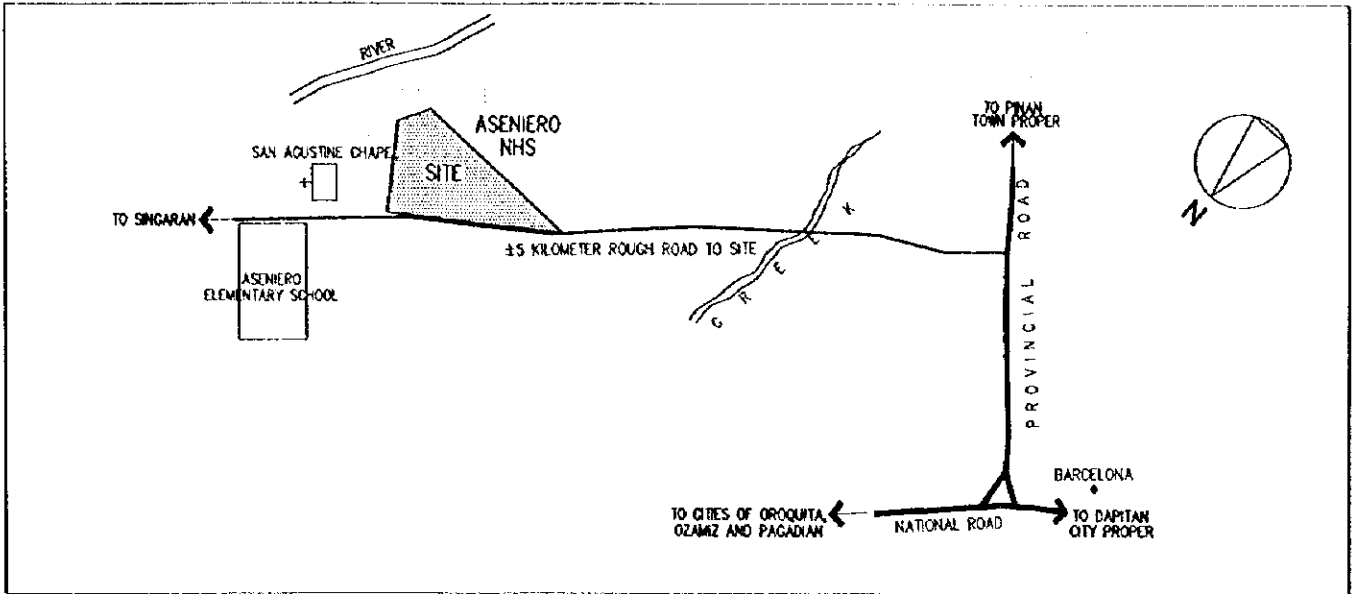 RIVER
TO PINAN
TOWN PROPER
ASENIERO
NHS
SAN AGUSTINE CHAPE
SITE
N
TO SINGARAN
±5 KILOMETER ROUGH ROAD TO SITE
CREEK
PROVINCIAL ROAD
ASENIERO
ELEMENTARY SCHOOL
BARCELONA
TO CITIES OF OROQUITA,
OZAMIZ AND PAGADIAN
NATIONAL ROAD
TO DAPITAN
CITY PROPER